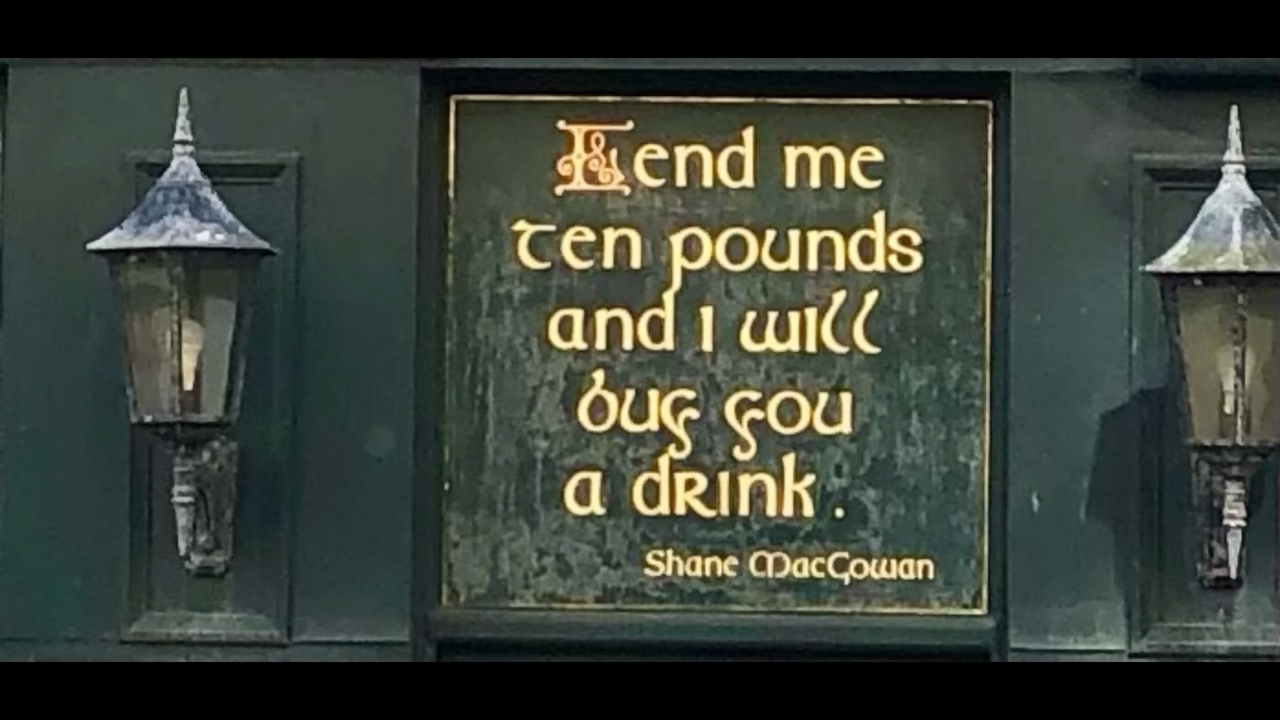 Lend me
ten pounds
and I will
buy you
a drink.
Shane MacGowan